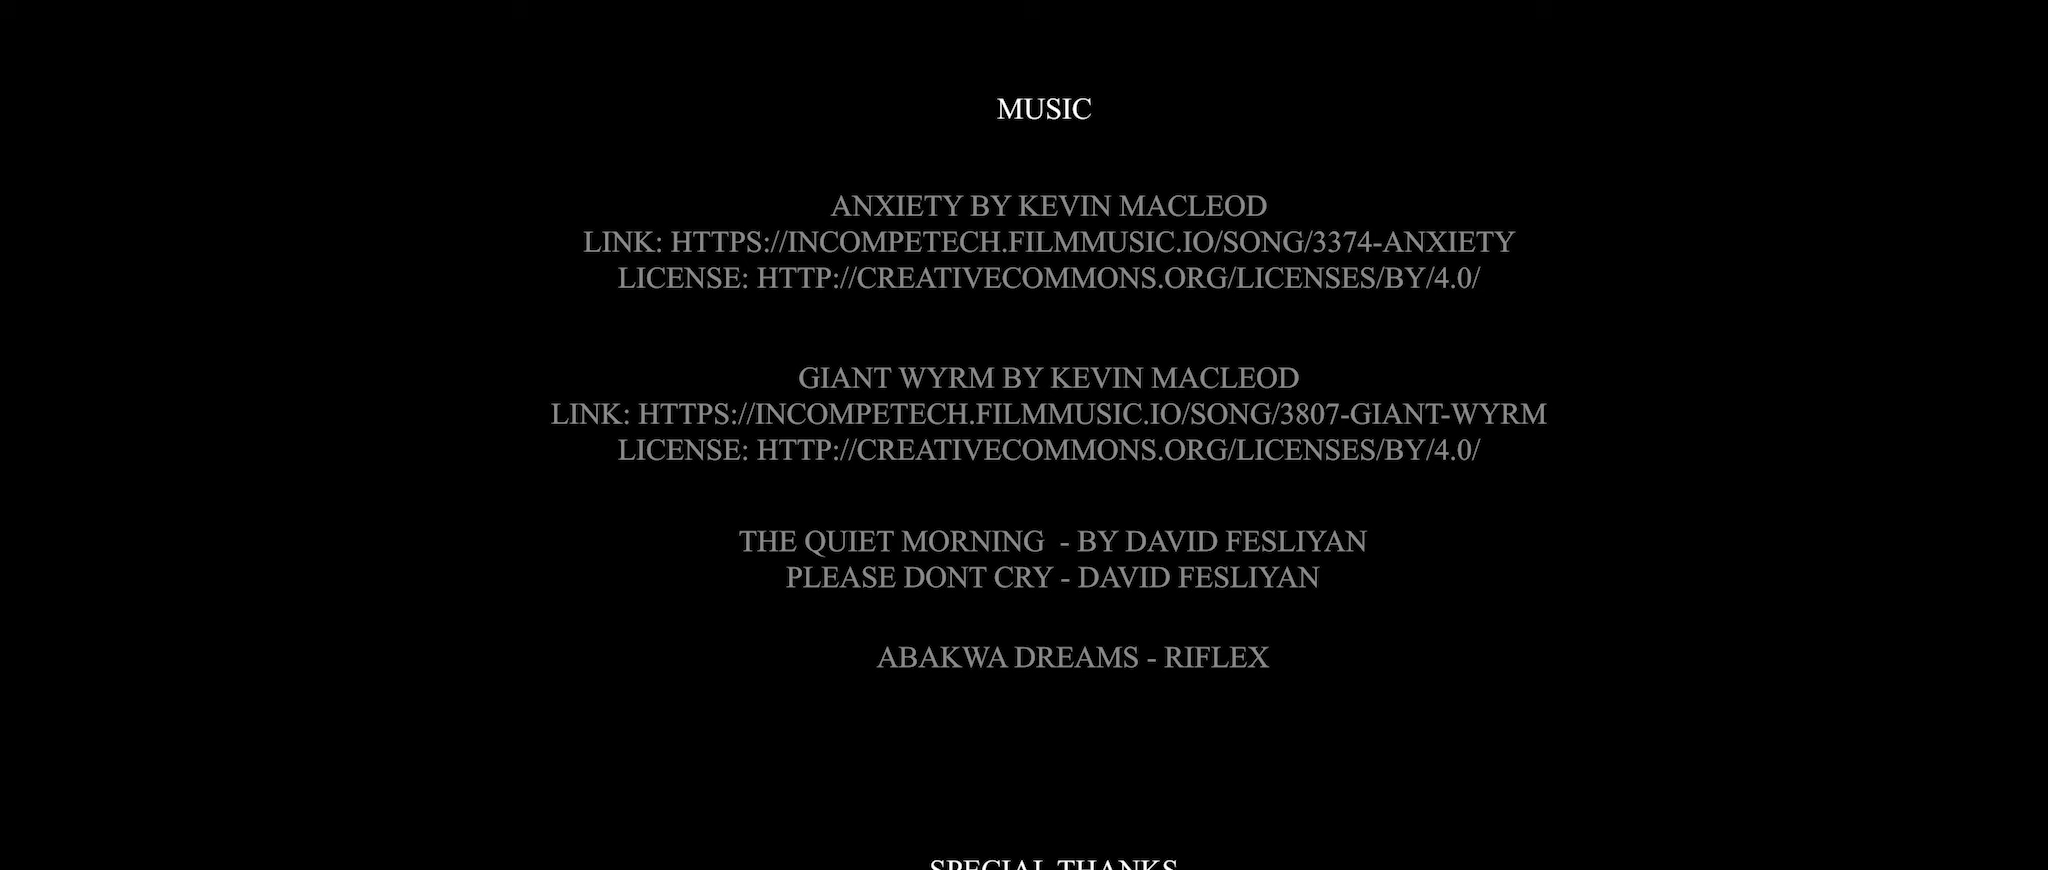 MUSIC
ANXIETY BY KEVIN MACLEOD
LINK: HTTPS://INCOMPETECH.FILMMUSIC.IO/SONG/3374-ANXIETY
LICENSE: HTTP://CREATIVECOMMONS.ORG/LICENSES/BY/4.0/
GIANT WYRM BY KEVIN MACLEOD
LINK: HTTPS://INCOMPETECH.FILMMUSIC.IO/SONG/3807-GIANT-WYRM
LICENSE: HTTP://CREATIVECOMMONS.ORG/LICENSES/BY/4.0/
THE QUIET MORNING  - BY DAVID FESLIYAN
PLEASE DONT CRY - DAVID FESLIYAN
ABAKWA DREAMS - RIFLEX
SPECIAL THANKS